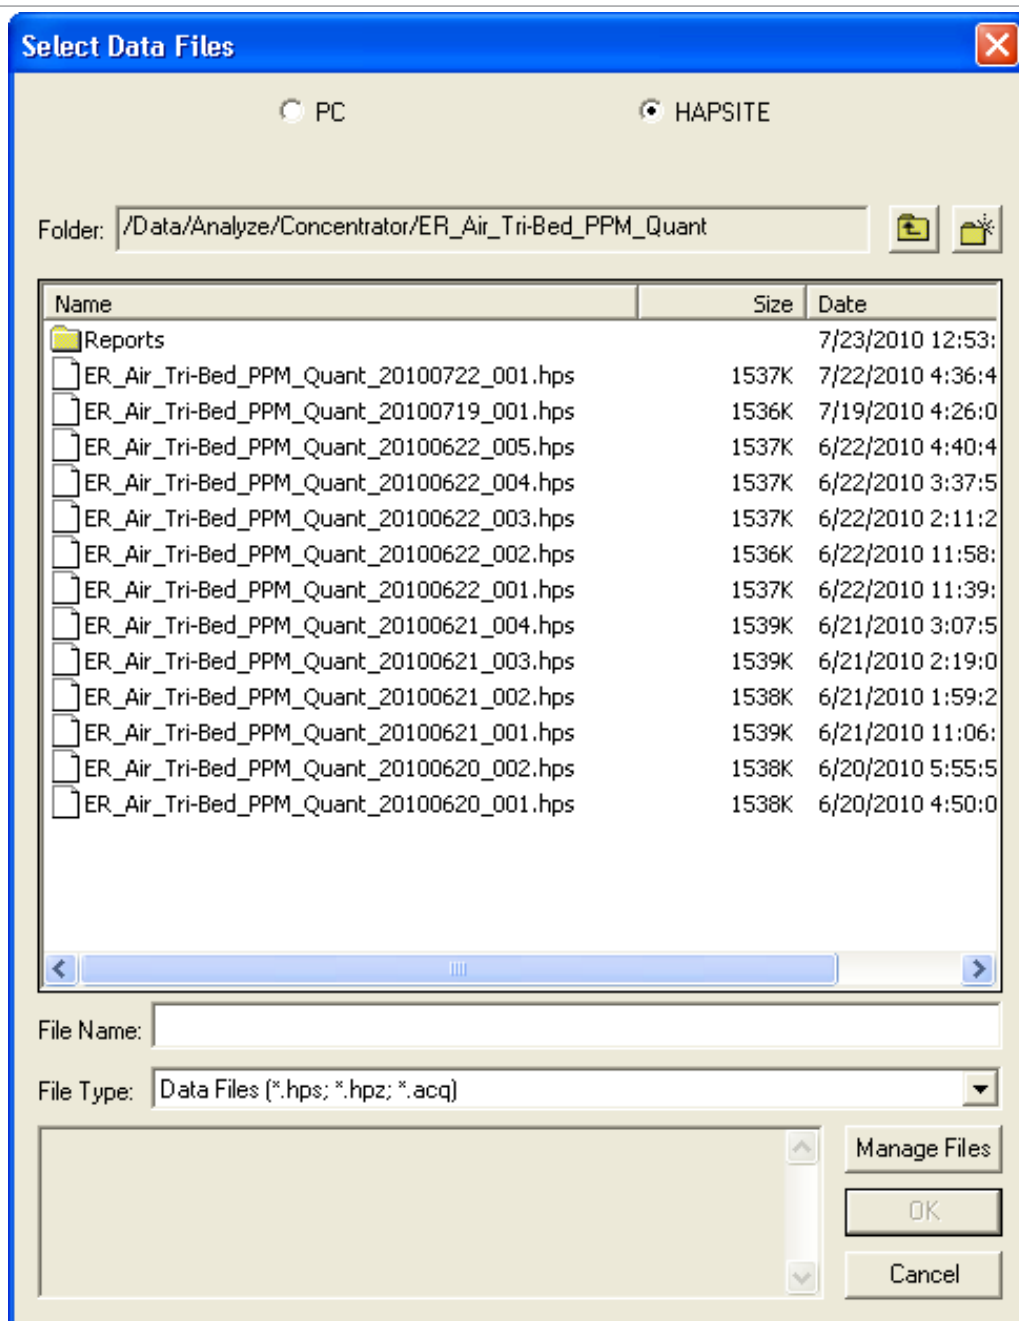 Select Data Files
PC HAPSITE
Folder: /Data/Analyze/Concentrator/ER_Air_Tri-Bed_PPM_Quant
Name Size Date
Reports 7/23/2010 12:53:
ER_Air_Tri-Bed_PPM_Quant_20100722_001.hps 1537K 7/22/2010 4:36:4
ER_Air_Tri-Bed_PPM_Quant_20100719_001.hps 1536K 7/19/2010 4:26:0
ER_Air_Tri-Bed_PPM_Quant_20100622_005.hps 1537K 6/22/2010 4:40:4
ER_Air_Tri-Bed_PPM_Quant_20100622_004.hps 1537K 6/22/2010 3:37:5
ER_Air_Tri-Bed_PPM_Quant_20100622_003.hps 1537K 6/22/2010 2:11:2
ER_Air_Tri-Bed_PPM_Quant_20100622_002.hps 1536K 6/22/2010 11:58:
ER_Air_Tri-Bed_PPM_Quant_20100622_001.hps 1537K 6/22/2010 11:39:
ER_Air_Tri-Bed_PPM_Quant_20100621_004.hps 1539K 6/21/2010 3:07:5
ER_Air_Tri-Bed_PPM_Quant_20100621_003.hps 1539K 6/21/2010 2:19:0
ER_Air_Tri-Bed_PPM_Quant_20100621_002.hps 1538K 6/21/2010 1:59:2
ER_Air_Tri-Bed_PPM_Quant_20100621_001.hps 1539K 6/21/2010 11:06:
ER_Air_Tri-Bed_PPM_Quant_20100620_002.hps 1538K 6/20/2010 5:55:5
ER_Air_Tri-Bed_PPM_Quant_20100620_001.hps 1538K 6/20/2010 4:50:0
File Name:
File Type: Data Files (*.hps; *.hpz; *.acq)
Manage Files
OK
Cancel